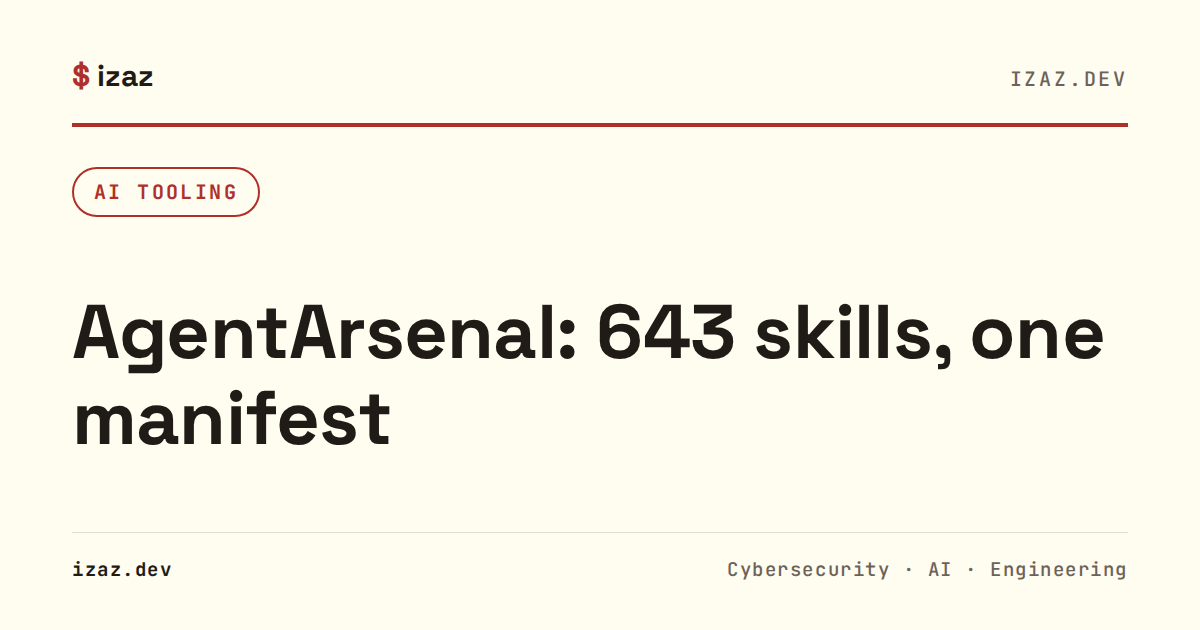 $ izaz
IZAZ.DEV
AI TOOLING
AgentArsenal: 643 skills, one
manifest
izaz.dev
Cybersecurity · AI · Engineering